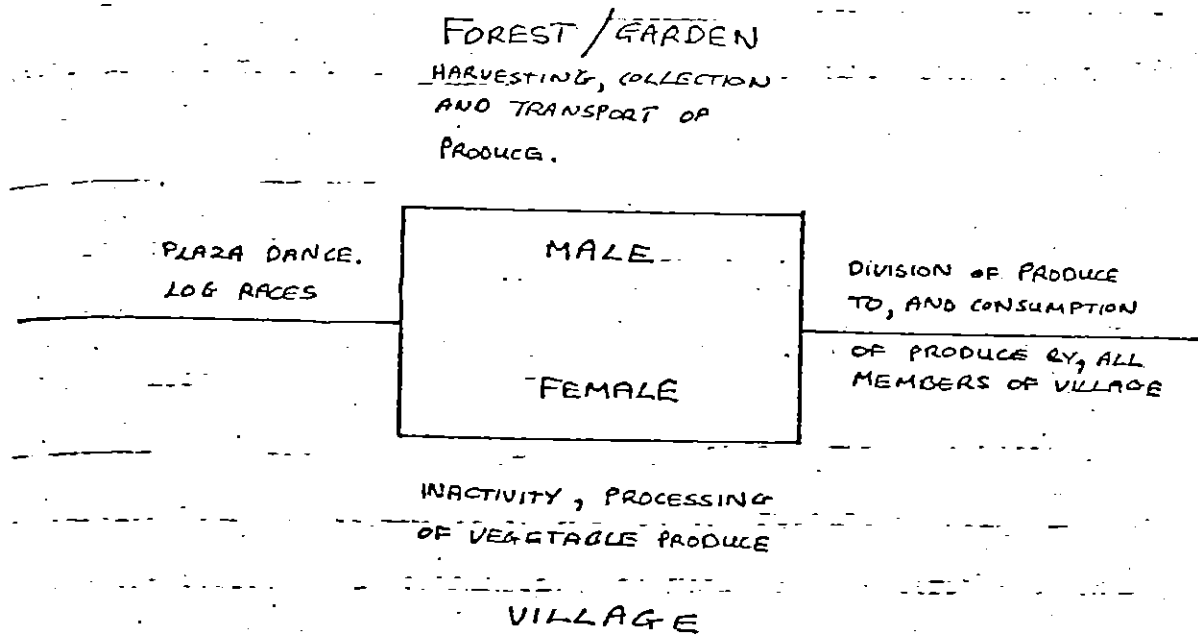 FOREST / GARDEN
HARVESTING, COLLECTION
AND TRANSPORT OF
PRODUCE.
PLAZA DANCE.
LOG RACES
MALE
FEMALE
DIVISION OF PRODUCE
TO, AND CONSUMPTION
OF PRODUCE BY, ALL
MEMBERS OF VILLAGE
INACTIVITY, PROCESSING
OF VEGETABLE PRODUCE
VILLAGE